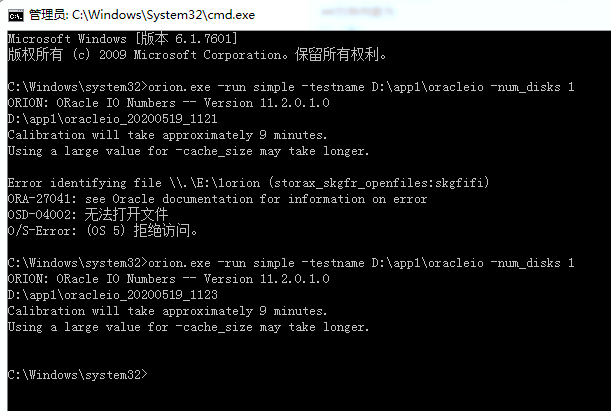 管理员: C:\Windows\System32\cmd.exe
Microsoft Windows [版本 6.1.7601]
版权所有 (c) 2009 Microsoft Corporation。保留所有权利。
C:\Windows\system32>orion.exe -run simple -testname D:\app1\oracleio -num_disks 1
ORION: ORacle IO Numbers -- Version 11.2.0.1.0
D:\app1\oracleio_20200519_1121
Calibration will take approximately 9 minutes.
Using a large value for -cache_size may take longer.
Error identifying file \\.\E:\1orion (storax_skgfr_openfiles:skgfifi)
ORA-27041: see Oracle documentation for information on error
OSD-04002: 无法打开文件
O/S-Error: (OS 5) 拒绝访问。
C:\Windows\system32>orion.exe -run simple -testname D:\app1\oracleio -num_disks 1
ORION: ORacle IO Numbers -- Version 11.2.0.1.0
D:\app1\oracleio_20200519_1123
Calibration will take approximately 9 minutes.
Using a large value for -cache_size may take longer.
C:\Windows\system32>